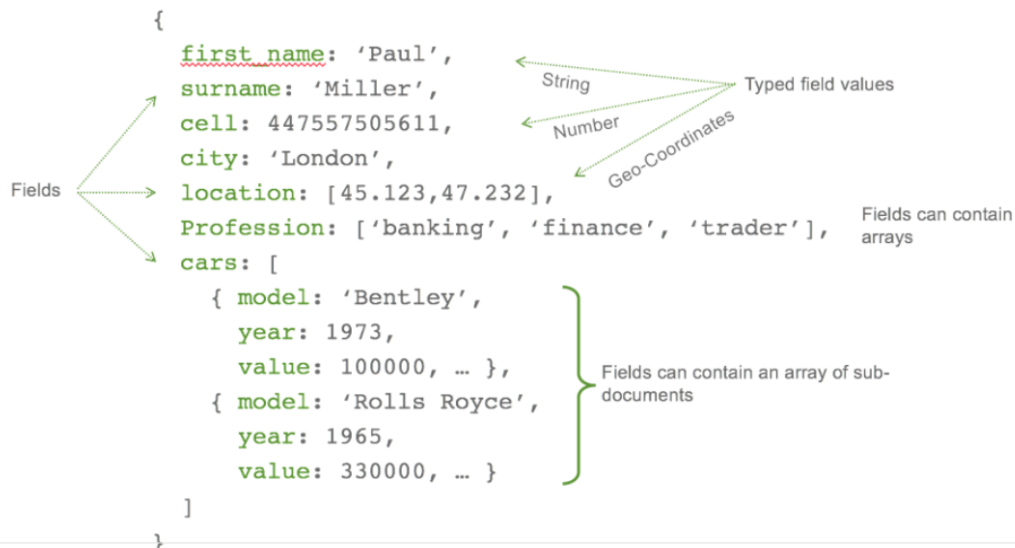 {
first_name: ‘Paul’,
surname: ‘Miller’,
cell: 447557505611,
city: ‘London’,
location: [45.123,47.232],
Profession: [‘banking’, ‘finance’, ‘trader’],
cars: [
{ model: ‘Bentley’,
year: 1973,
value: 100000, … },
{ model: ‘Rolls Royce’,
year: 1965,
value: 330000, … }
]
}
Fields
String
Number
Geo-Coordinates
Typed field values
Fields can contain
arrays
Fields can contain an array of sub-
documents